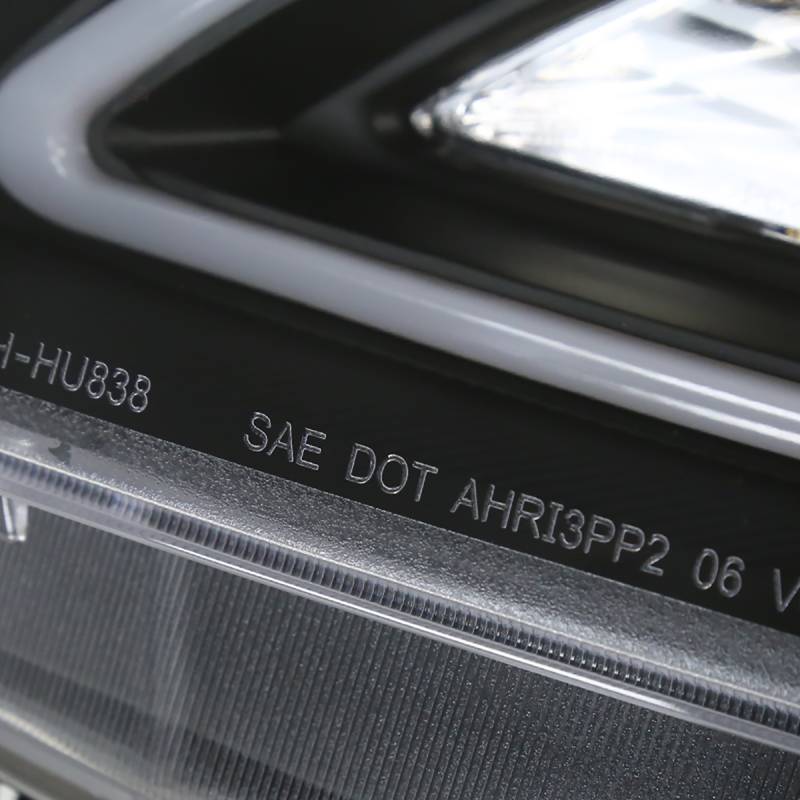 H-HU838 SAE DOT AHRI3PP2 06 V